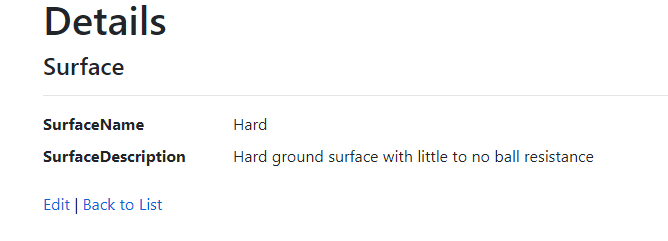 Details
Surface
SurfaceName Hard
SurfaceDescription Hard ground surface with little to no ball resistance
Edit | Back to List